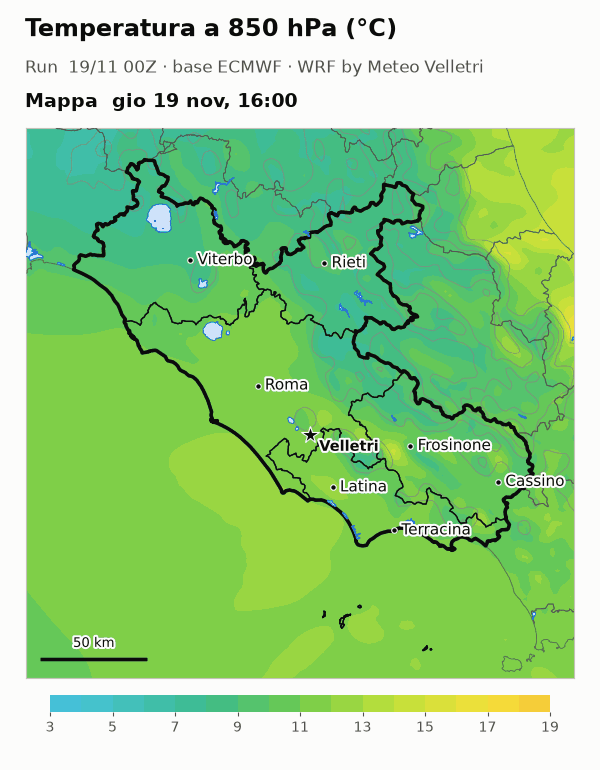 Temperatura a 850 hPa (°C)
Run  19/11 00Z · base ECMWF · WRF by Meteo Velletri
Mappa  gio 19 nov, 16:00
Viterbo
Rieti
Roma
Velletri
Frosinone
Latina
Cassino
Terracina
50 km
3 5 7 9 11 13 15 17 19